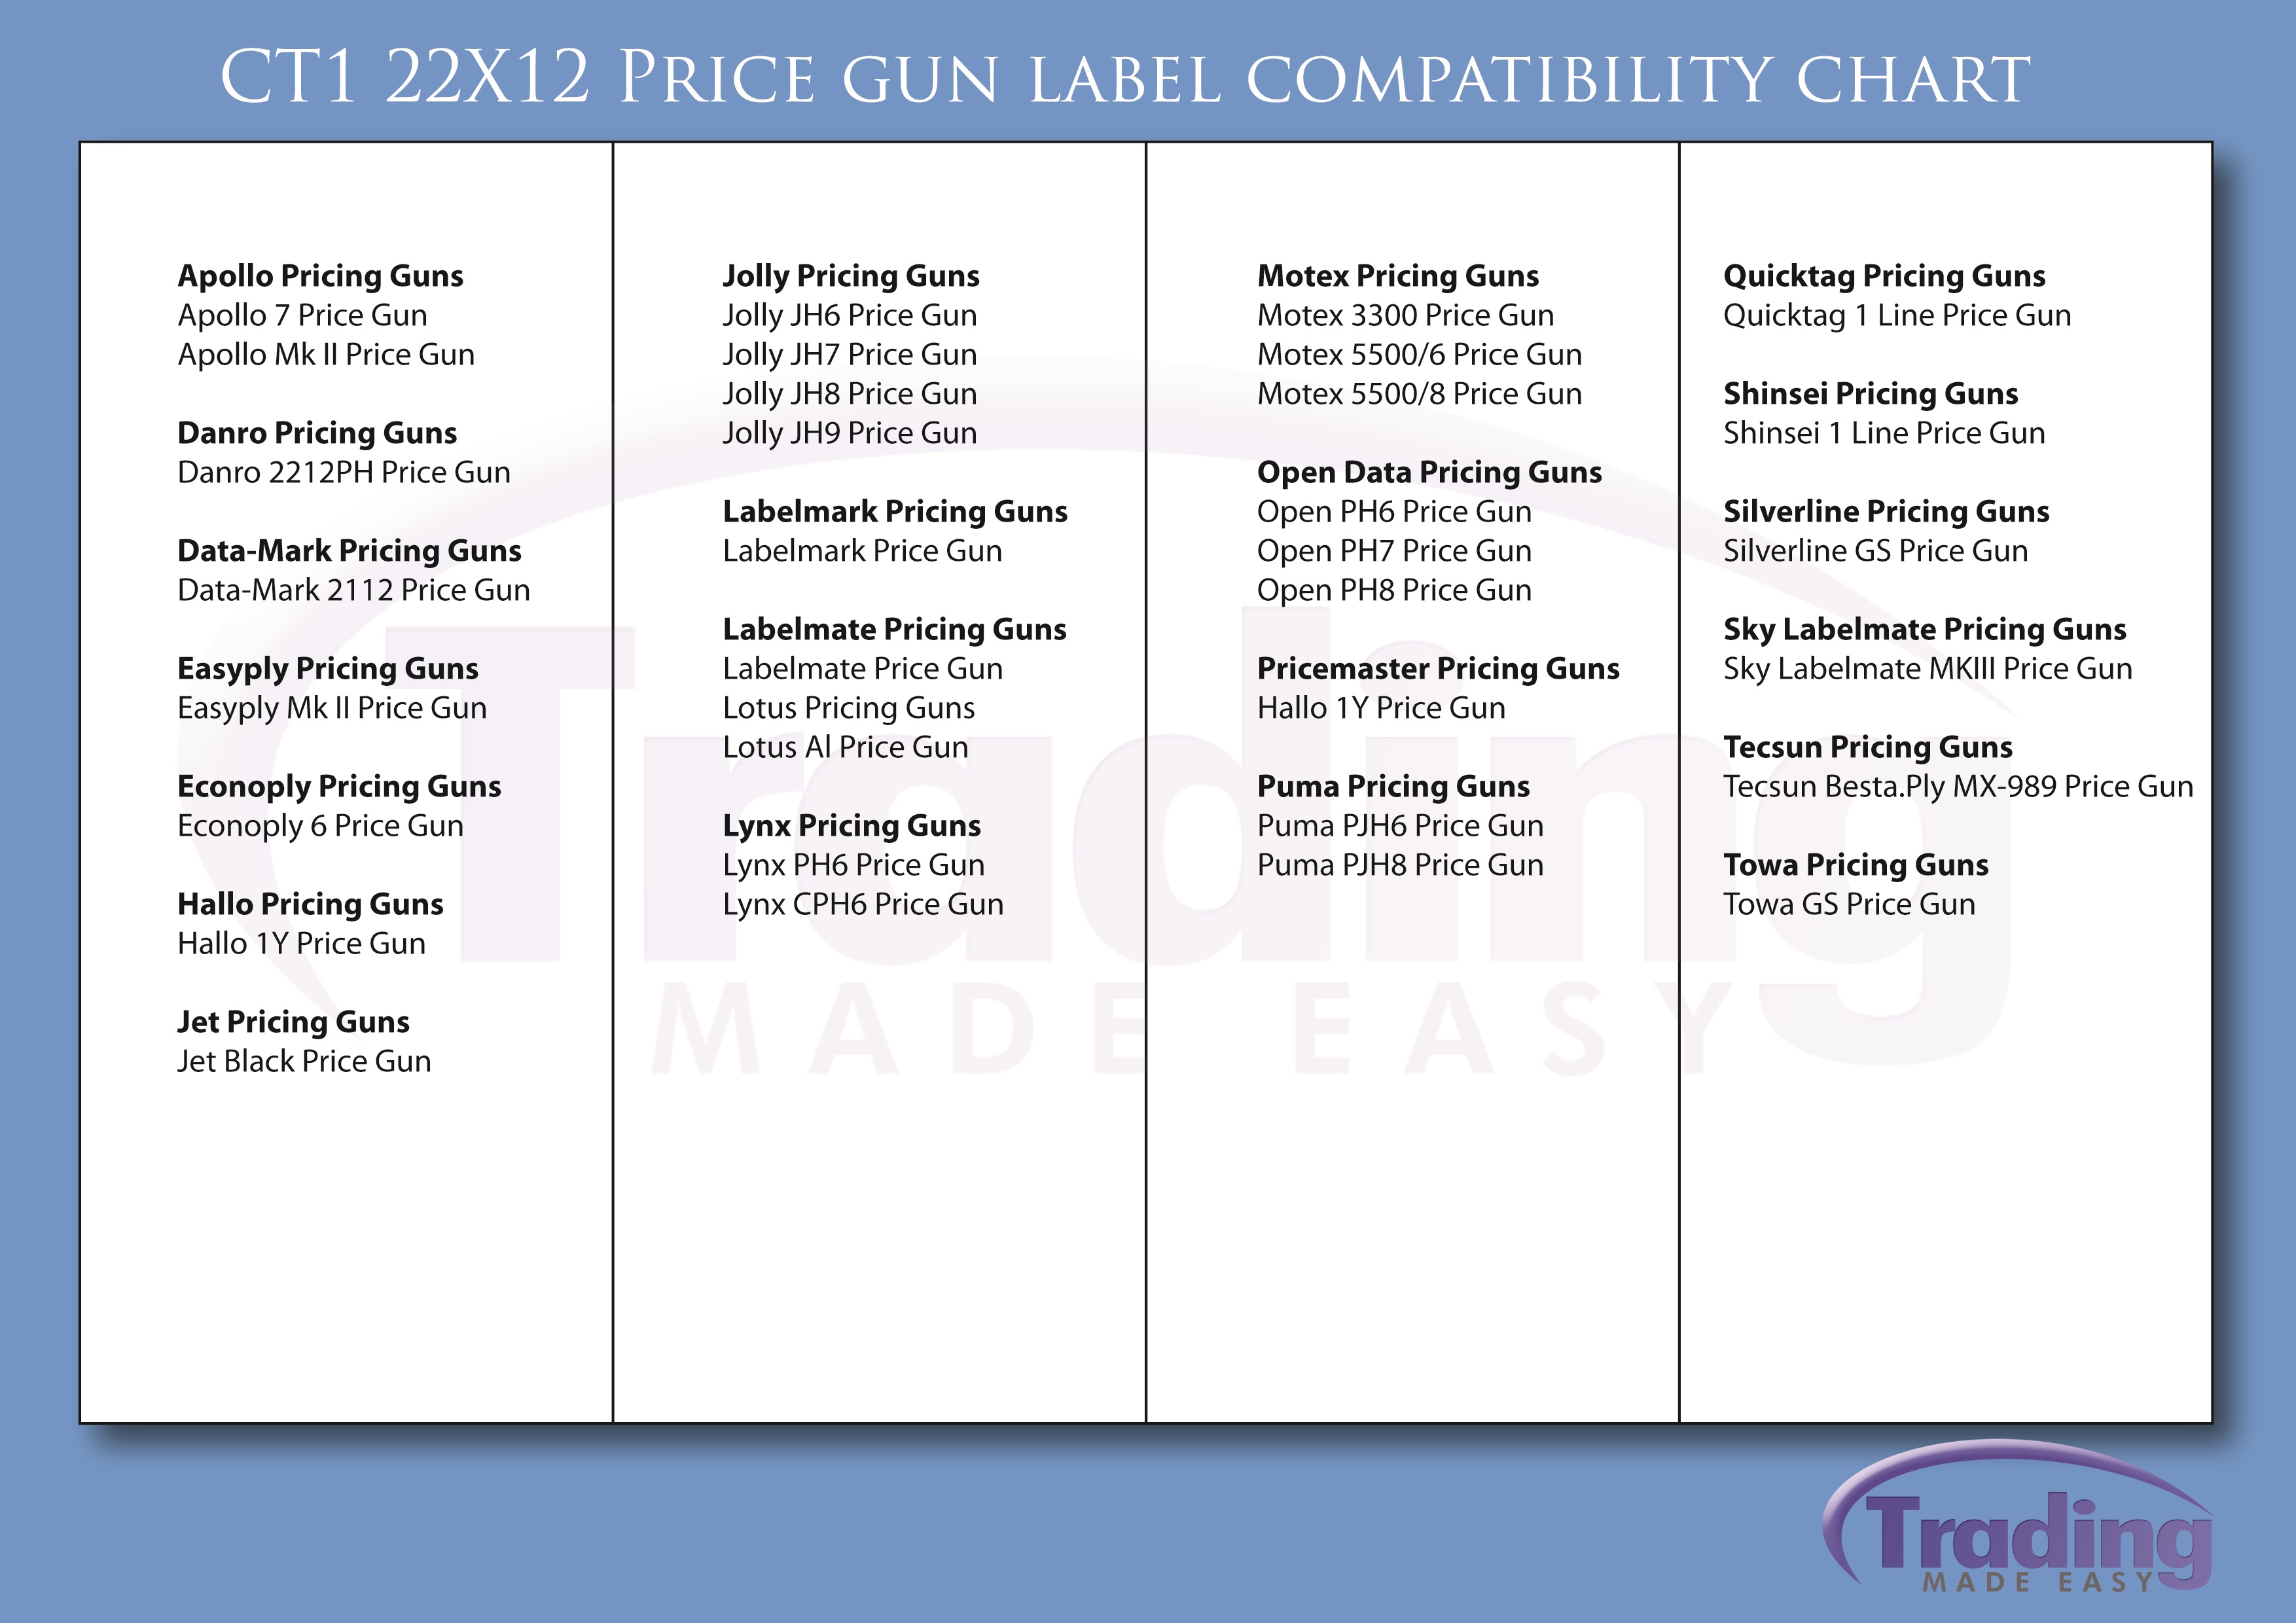 CT1 22X12 Price gun label compatibility chart
Apollo Pricing Guns
Apollo 7 Price Gun
Apollo Mk II Price Gun
Danro Pricing Guns
Danro 2212PH Price Gun
Data-Mark Pricing Guns
Data-Mark 2112 Price Gun
Easyply Pricing Guns
Easyply Mk II Price Gun
Econoply Pricing Guns
Econoply 6 Price Gun
Hallo Pricing Guns
Hallo 1Y Price Gun
Jet Pricing Guns
Jet Black Price Gun
Jolly Pricing Guns
Jolly JH6 Price Gun
Jolly JH7 Price Gun
Jolly JH8 Price Gun
Jolly JH9 Price Gun
Labelmark Pricing Guns
Labelmark Price Gun
Labelmate Pricing Guns
Labelmate Price Gun
Lotus Pricing Guns
Lotus Al Price Gun
Lynx Pricing Guns
Lynx PH6 Price Gun
Lynx CPH6 Price Gun
Motex Pricing Guns
Motex 3300 Price Gun
Motex 5500/6 Price Gun
Motex 5500/8 Price Gun
Open Data Pricing Guns
Open PH6 Price Gun
Open PH7 Price Gun
Open PH8 Price Gun
Pricemaster Pricing Guns
Hallo 1Y Price Gun
Puma Pricing Guns
Puma PJH6 Price Gun
Puma PJH8 Price Gun
Quicktag Pricing Guns
Quicktag 1 Line Price Gun
Shinsei Pricing Guns
Shinsei 1 Line Price Gun
Silverline Pricing Guns
Silverline GS Price Gun
Sky Labelmate Pricing Guns
Sky Labelmate MKIII Price Gun
Tecsun Pricing Guns
Tecsun Besta.Ply MX-989 Price Gun
Towa Pricing Guns
Towa GS Price Gun
Trading
MADE EASY
Trading
MADE EASY